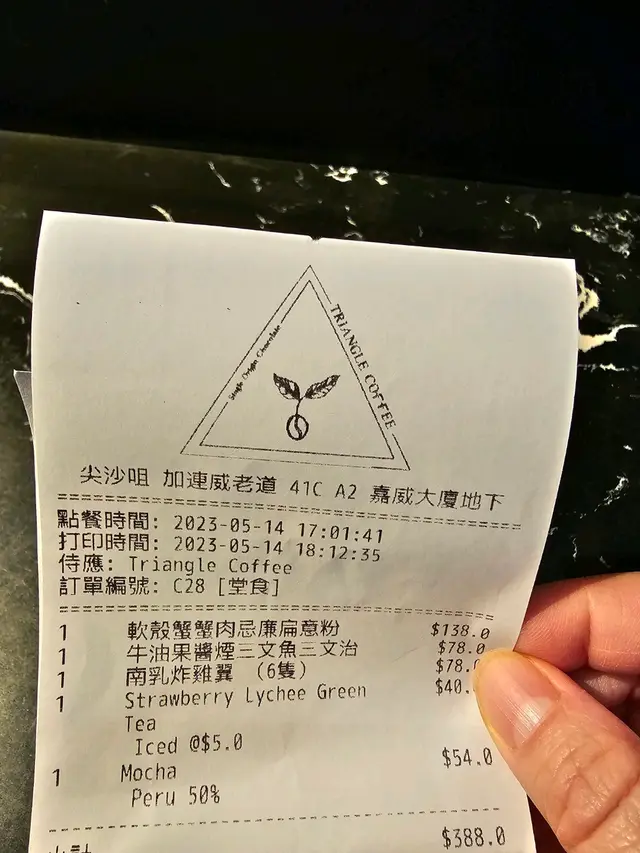 Single Origin Chocolate
TRIANGLE COFFEE
尖沙咀 加連威老道 41C A2 嘉威大廈地下
點餐時間: 2023-05-14 17:01:41
打印時間: 2023-05-14 18:12:35
侍應: Triangle Coffee
訂單編號: C28 [堂食]
1 軟殼蟹蟹肉忌廉扁意粉 $138.0
1 牛油果醬煙三文魚三文治 $78.0
1 南乳炸雞翼 (6隻) $78.
1 Strawberry Lychee Green $40.
Tea
Iced @$5.0
1 Mocha $54.0
Peru 50%
小計 $388.0